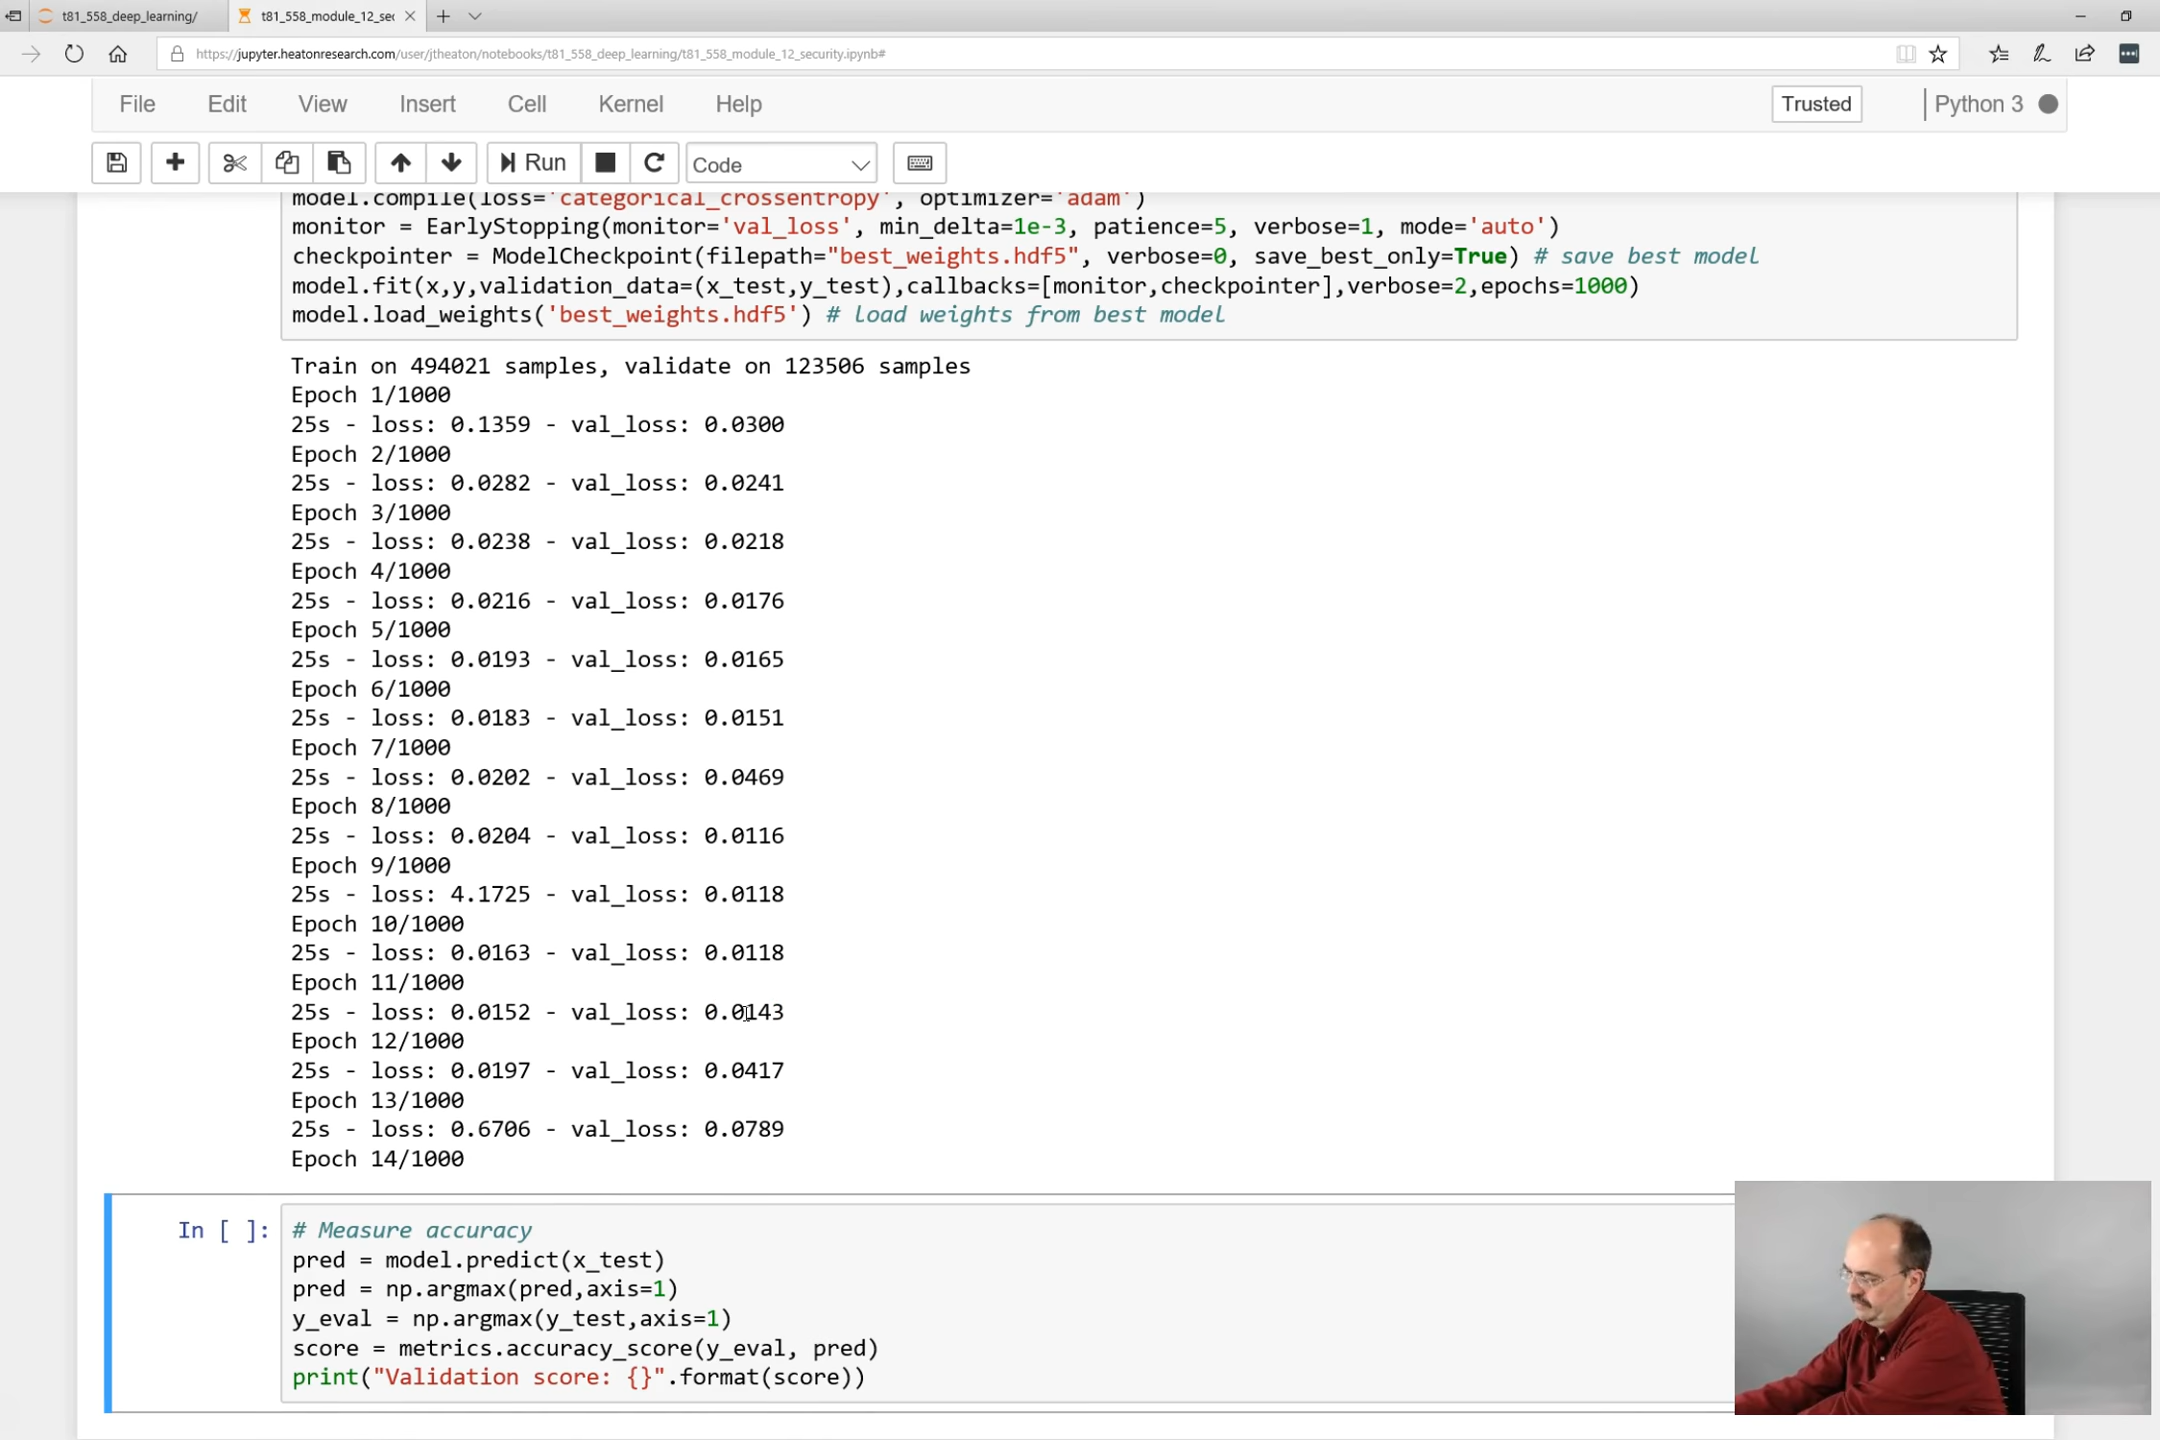 t81_558_deep_learning/
t81_558_module_12_sec
https://jupyter.heatonresearch.com/user/jtheaton/notebooks/t81_558_deep_learning/t81_558_module_12_security.ipynb#
File Edit View Insert Cell Kernel Help
Trusted
Python 3
Run
Code
model.compile(loss='categorical_crossentropy', optimizer='adam')
monitor = EarlyStopping(monitor='val_loss', min_delta=1e-3, patience=5, verbose=1, mode='auto')
checkpointer = ModelCheckpoint(filepath="best_weights.hdf5", verbose=0, save_best_only=True) # save best model
model.fit(x,y,validation_data=(x_test,y_test),callbacks=[monitor,checkpointer],verbose=2,epochs=1000)
model.load_weights('best_weights.hdf5') # load weights from best model
Train on 494021 samples, validate on 123506 samples
Epoch 1/1000
25s - loss: 0.1359 - val_loss: 0.0300
Epoch 2/1000
25s - loss: 0.0282 - val_loss: 0.0241
Epoch 3/1000
25s - loss: 0.0238 - val_loss: 0.0218
Epoch 4/1000
25s - loss: 0.0216 - val_loss: 0.0176
Epoch 5/1000
25s - loss: 0.0193 - val_loss: 0.0165
Epoch 6/1000
25s - loss: 0.0183 - val_loss: 0.0151
Epoch 7/1000
25s - loss: 0.0202 - val_loss: 0.0469
Epoch 8/1000
25s - loss: 0.0204 - val_loss: 0.0116
Epoch 9/1000
25s - loss: 4.1725 - val_loss: 0.0118
Epoch 10/1000
25s - loss: 0.0163 - val_loss: 0.0118
Epoch 11/1000
25s - loss: 0.0152 - val_loss: 0.0143
Epoch 12/1000
25s - loss: 0.0197 - val_loss: 0.0417
Epoch 13/1000
25s - loss: 0.6706 - val_loss: 0.0789
Epoch 14/1000
In [ ]: # Measure accuracy
pred = model.predict(x_test)
pred = np.argmax(pred,axis=1)
y_eval = np.argmax(y_test,axis=1)
score = metrics.accuracy_score(y_eval, pred)
print("Validation score: {}".format(score))